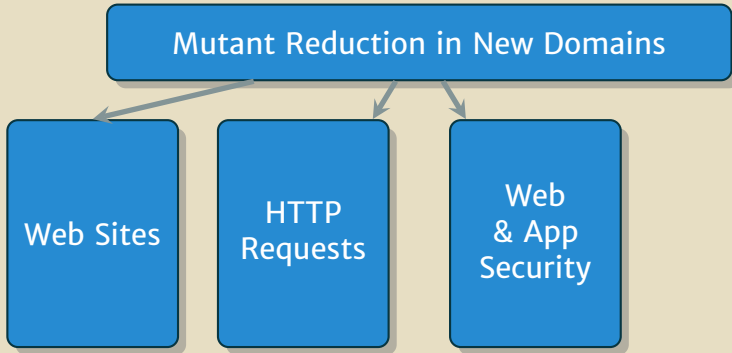 Mutant Reduction in New Domains
Web Sites
HTTP
Requests
Web
& App
Security